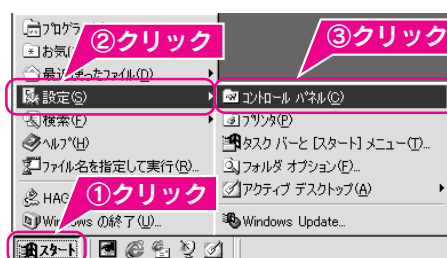 プログラ
お気
②クリック
③クリック
最近使ったファイル(D)
設定(S)
コントロール パネル(C)
検索(F)
プリンタ(P)
ヘルプ(H)
タスク バーと [スタート] メニュー(T)...
ファイル名を指定して実行(R)...
フォルダ オプション(F)...
HAG
①クリック
アクティブ デスクトップ(A)
Windows の終了(U)...
Windows Update...
スタート